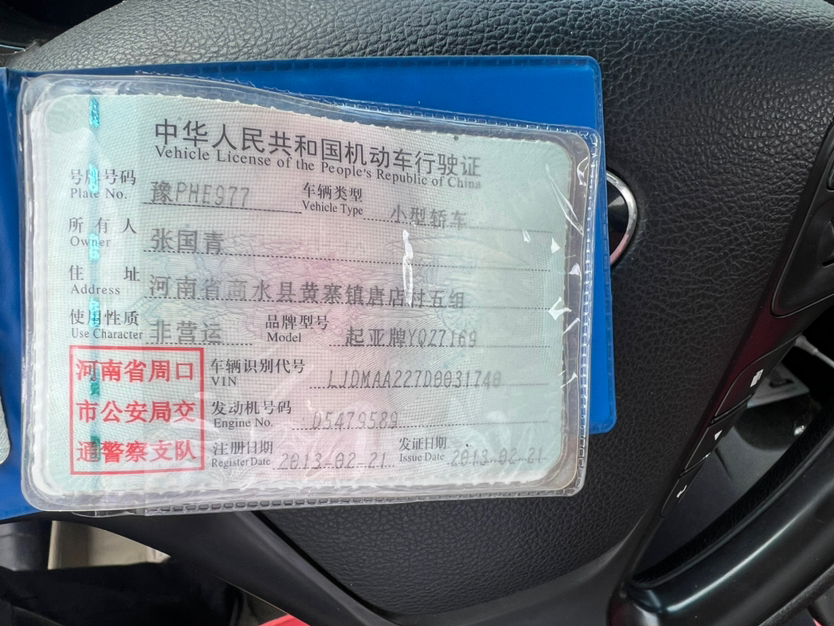 中华人民共和国机动车行驶证
Vehicle License of the People's Republic of China
号牌号码 豫PHE977 车辆类型 小型轿车
Plate No. Vehicle Type
所有人 张国青
Owner
住址 河南省商水县黄寨镇唐店村五组
Address
使用性质 非营运 品牌型号 起亚牌YQZ7169
Use Character Model
河南省周口
市公安局交
通警察支队
车辆识别代号 LJDMAA227D0031740
VIN
发动机号码 D5479589
Engine No.
注册日期 2013-02-21 发证日期 2013-02-21
Register Date Issue Date